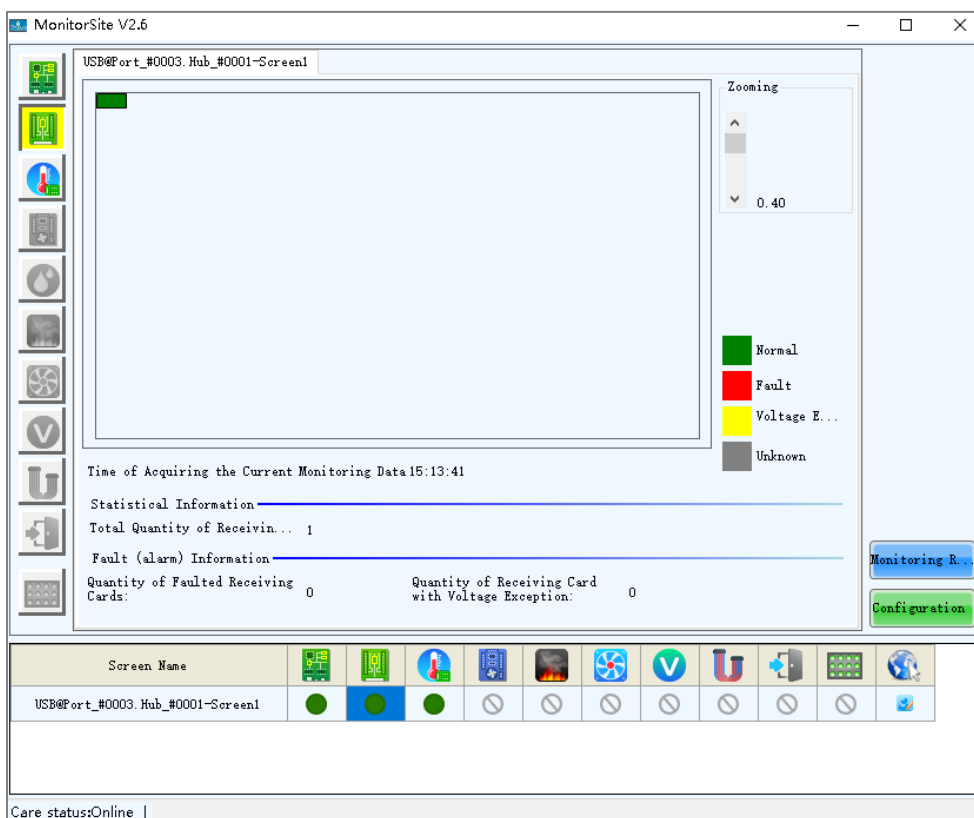 MonitorSite V2.6
USB@Port_#0003.Hub_#0001-Screen1
Zooming
0.40
Normal
Fault
Voltage E...
Unknown
Time of Acquiring the Current Monitoring Data 15:13:41
Statistical Information
Total Quantity of Receivin... 1
Fault (alarm) Information
Quantity of Faulted Receiving Cards: 0
Quantity of Receiving Card with Voltage Exception: 0
Monitoring R...
Configuration
Screen Name
USB@Port_#0003.Hub_#0001-Screen1
Care status:Online |